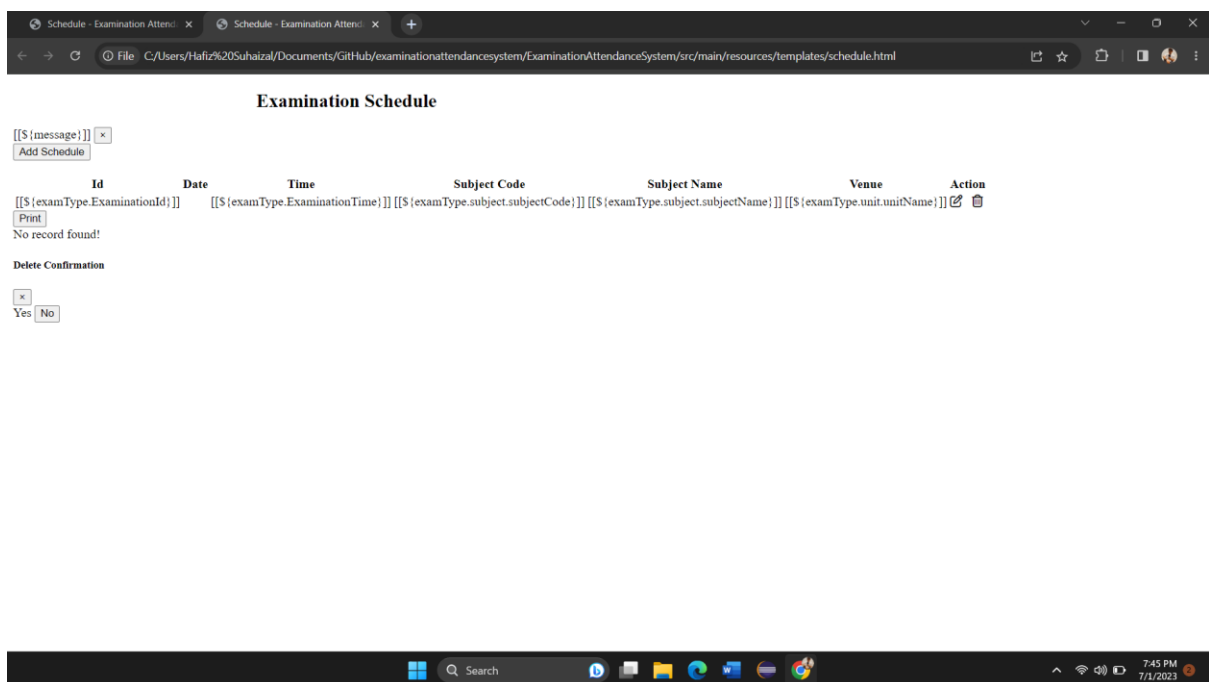 Schedule - Examination Attend
Schedule - Examination Attend
File C:/Users/Hafiz%20Suhaizal/Documents/GitHub/examinationattendancesystem/ExaminationAttendanceSystem/src/main/resources/templates/schedule.html
Examination Schedule
[[${message}]] ×
Add Schedule
Id Date Time Subject Code Subject Name Venue Action
[[${examType.ExaminationId}]] [[${examType.ExaminationTime}]] [[${examType.subject.subjectCode}]] [[${examType.subject.subjectName}]] [[${examType.unit.unitName}]]
Print
No record found!
Delete Confirmation
×
Yes No
Search
7:45 PM
7/1/2023
2